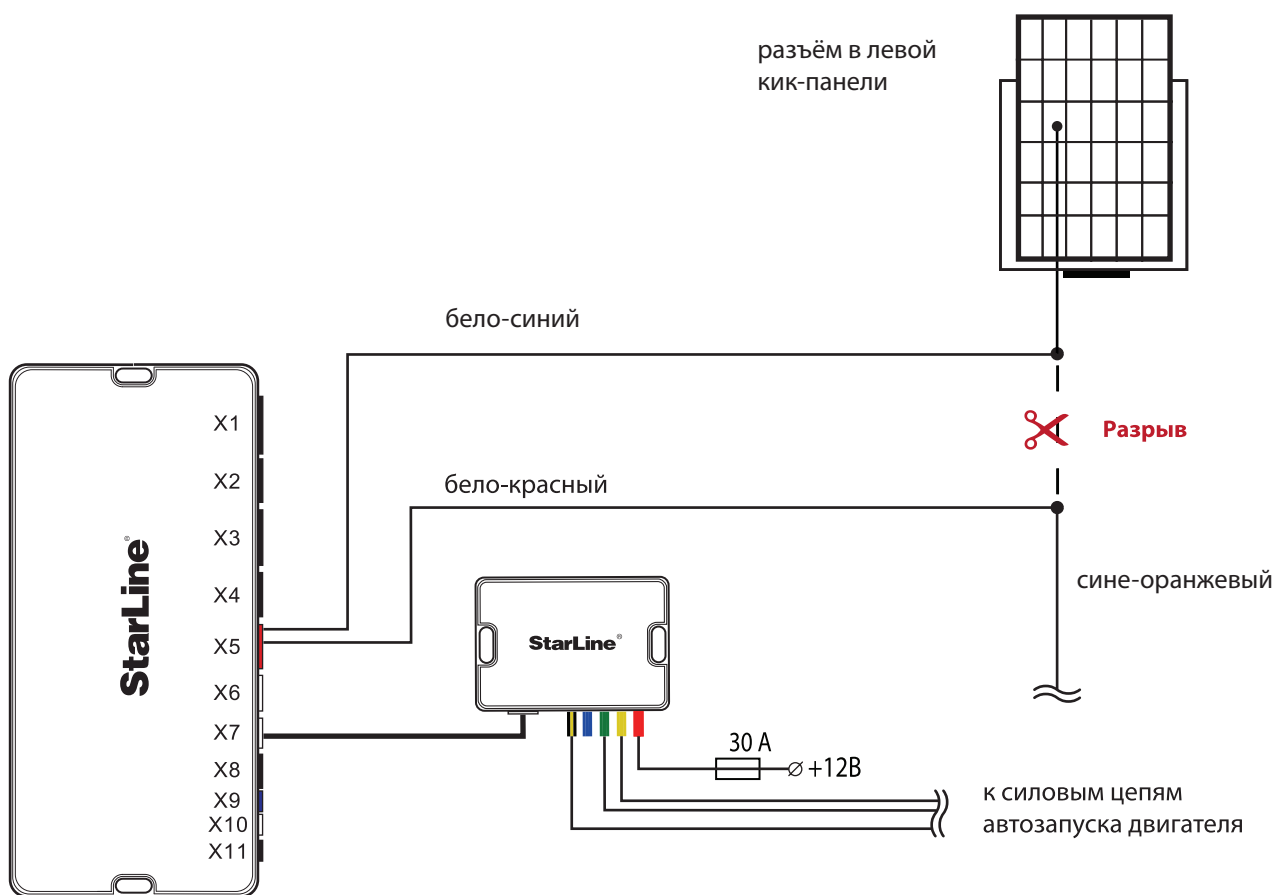 разъём в левой
кик-панели
бело-синий
Разрыв
бело-красный
сине-оранжевый
StarLine®
X1
X2
X3
X4
X5
X6
X7
X8
X9
X10
X11
StarLine®
30 А
+12В
к силовым цепям
автозапуска двигателя